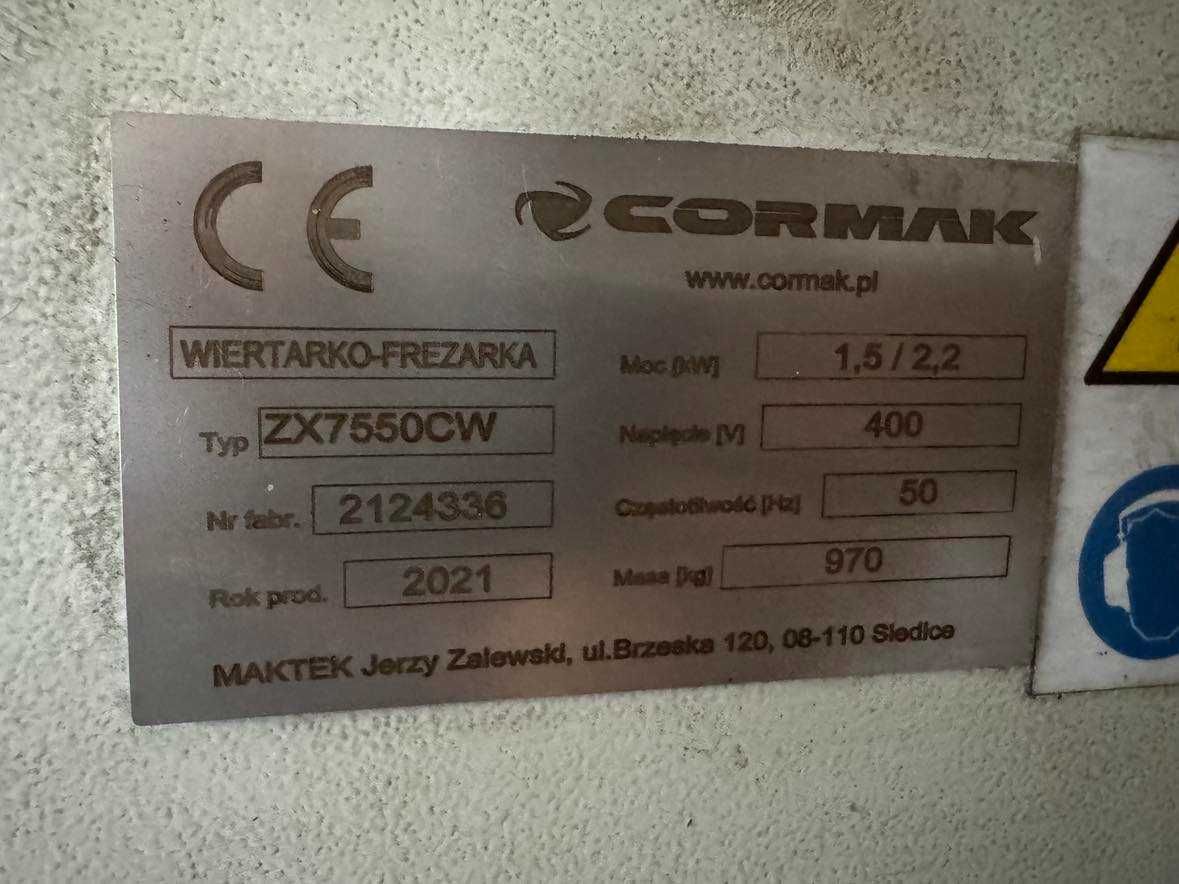 CE
CORMAK
www.cormak.pl
WIERTARKO-FREZARKA
Typ ZX7550CW
Nr fabr. 2124336
Rok prod. 2021
Moc [kW] 1,5 / 2,2
Napięcie [V] 400
Częstotliwość [Hz] 50
Masa [kg] 970
MAKTEK Jerzy Zalewski, ul.Brzeska 120, 08-110 Siedlce